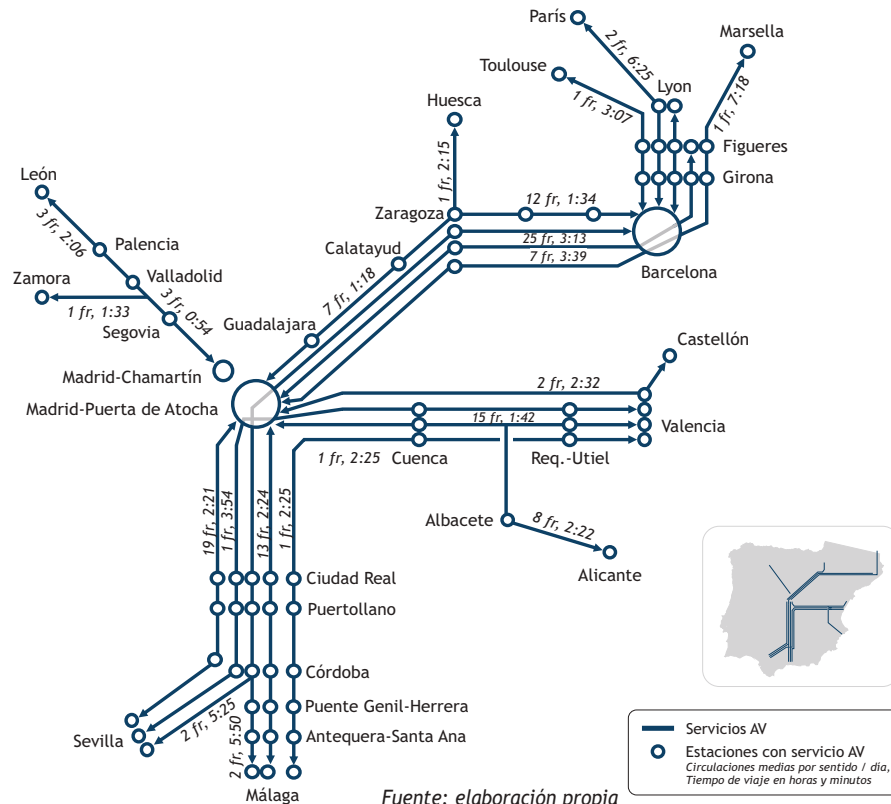 París
Marsella
2 fr, 6:25
Toulouse
Lyon
1 fr, 3:07
1 fr, 7:18
Huesca
Figueres
Girona
1 fr, 2:15
León
12 fr, 1:34
Zaragoza
3 fr, 2:06
Palencia
25 fr, 3:13
Calatayud
7 fr, 3:39
Barcelona
Valladolid
Zamora
7 fr, 1:18
3 fr, 0:54
1 fr, 1:33
Segovia
Guadalajara
Castellón
Madrid-Chamartín
2 fr, 2:32
Madrid-Puerta de Atocha
15 fr, 1:42
Valencia
1 fr, 2:25
Cuenca
Req.-Utiel
19 fr, 2:21
1 fr, 3:54
13 fr, 2:24
1 fr, 2:25
Albacete
8 fr, 2:22
Alicante
Ciudad Real
Puertollano
Córdoba
2 fr, 5:25
Puente Genil-Herrera
Sevilla
2 fr, 5:50
Antequera-Santa Ana
Málaga
Servicios AV
Estaciones con servicio AV
Circulaciones medias por sentido / dia,
Tiempo de viaje en horas y minutos
Fuente: elaboración propia